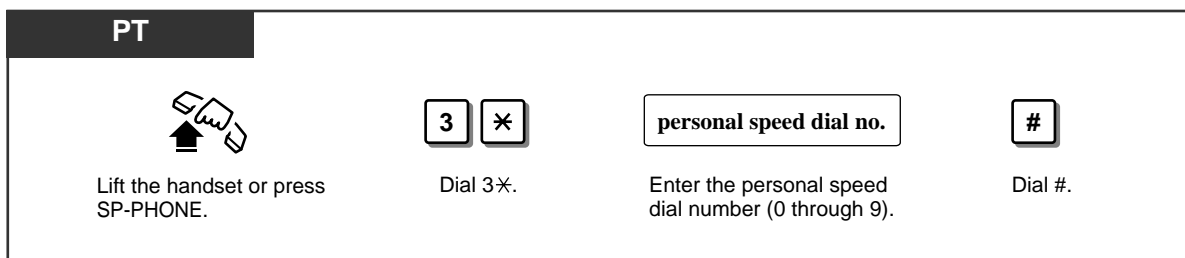 PT
3 ✳
personal speed dial no.
#
Lift the handset or press
SP-PHONE.
Dial 3✳.
Enter the personal speed
dial number (0 through 9).
Dial #.